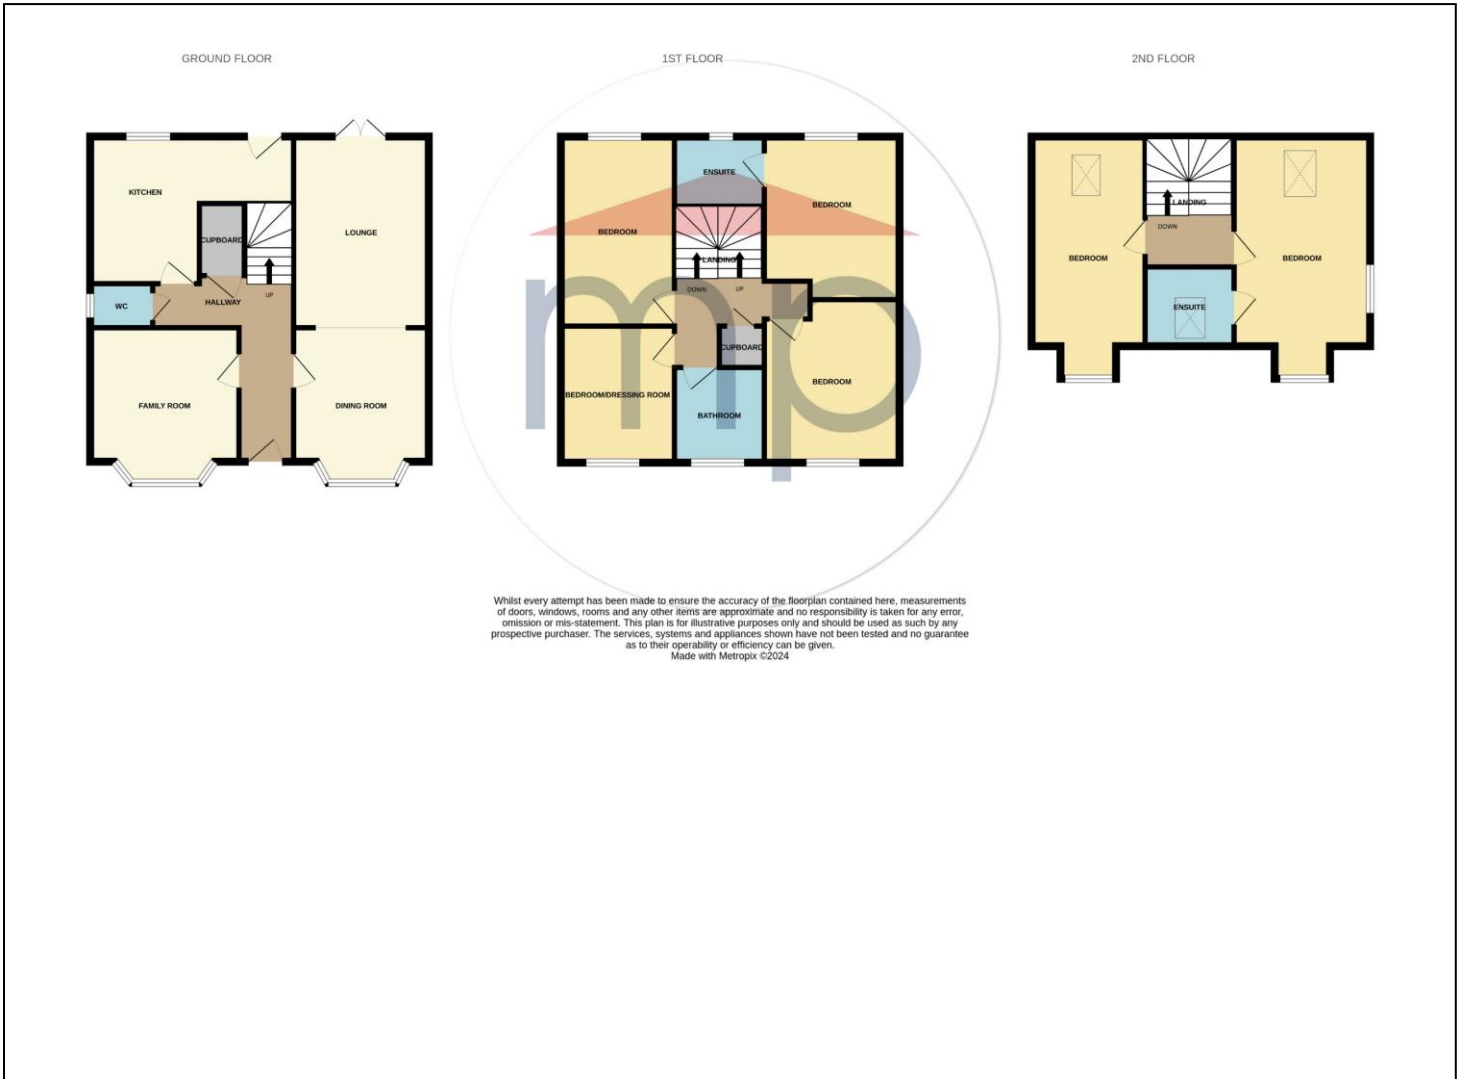 GROUND FLOOR
KITCHEN
CUPBOARD
LOUNGE
WC
HALLWAY
UP
FAMILY ROOM
DINING ROOM
1ST FLOOR
ENSUITE
BEDROOM
BEDROOM
LANDING
DOWN
UP
CUPBOARD
BEDROOM/DRESSING ROOM
BATHROOM
BEDROOM
mp
2ND FLOOR
LANDING
DOWN
BEDROOM
BEDROOM
ENSUITE
Whilst every attempt has been made to ensure the accuracy of the floorplan contained here, measurements
of doors, windows, rooms and any other items are approximate and no responsibility is taken for any error,
omission or mis-statement. This plan is for illustrative purposes only and should be used as such by any
prospective purchaser. The services, systems and appliances shown have not been tested and no guarantee
as to their operability or efficiency can be given.
Made with Metropix ©2024